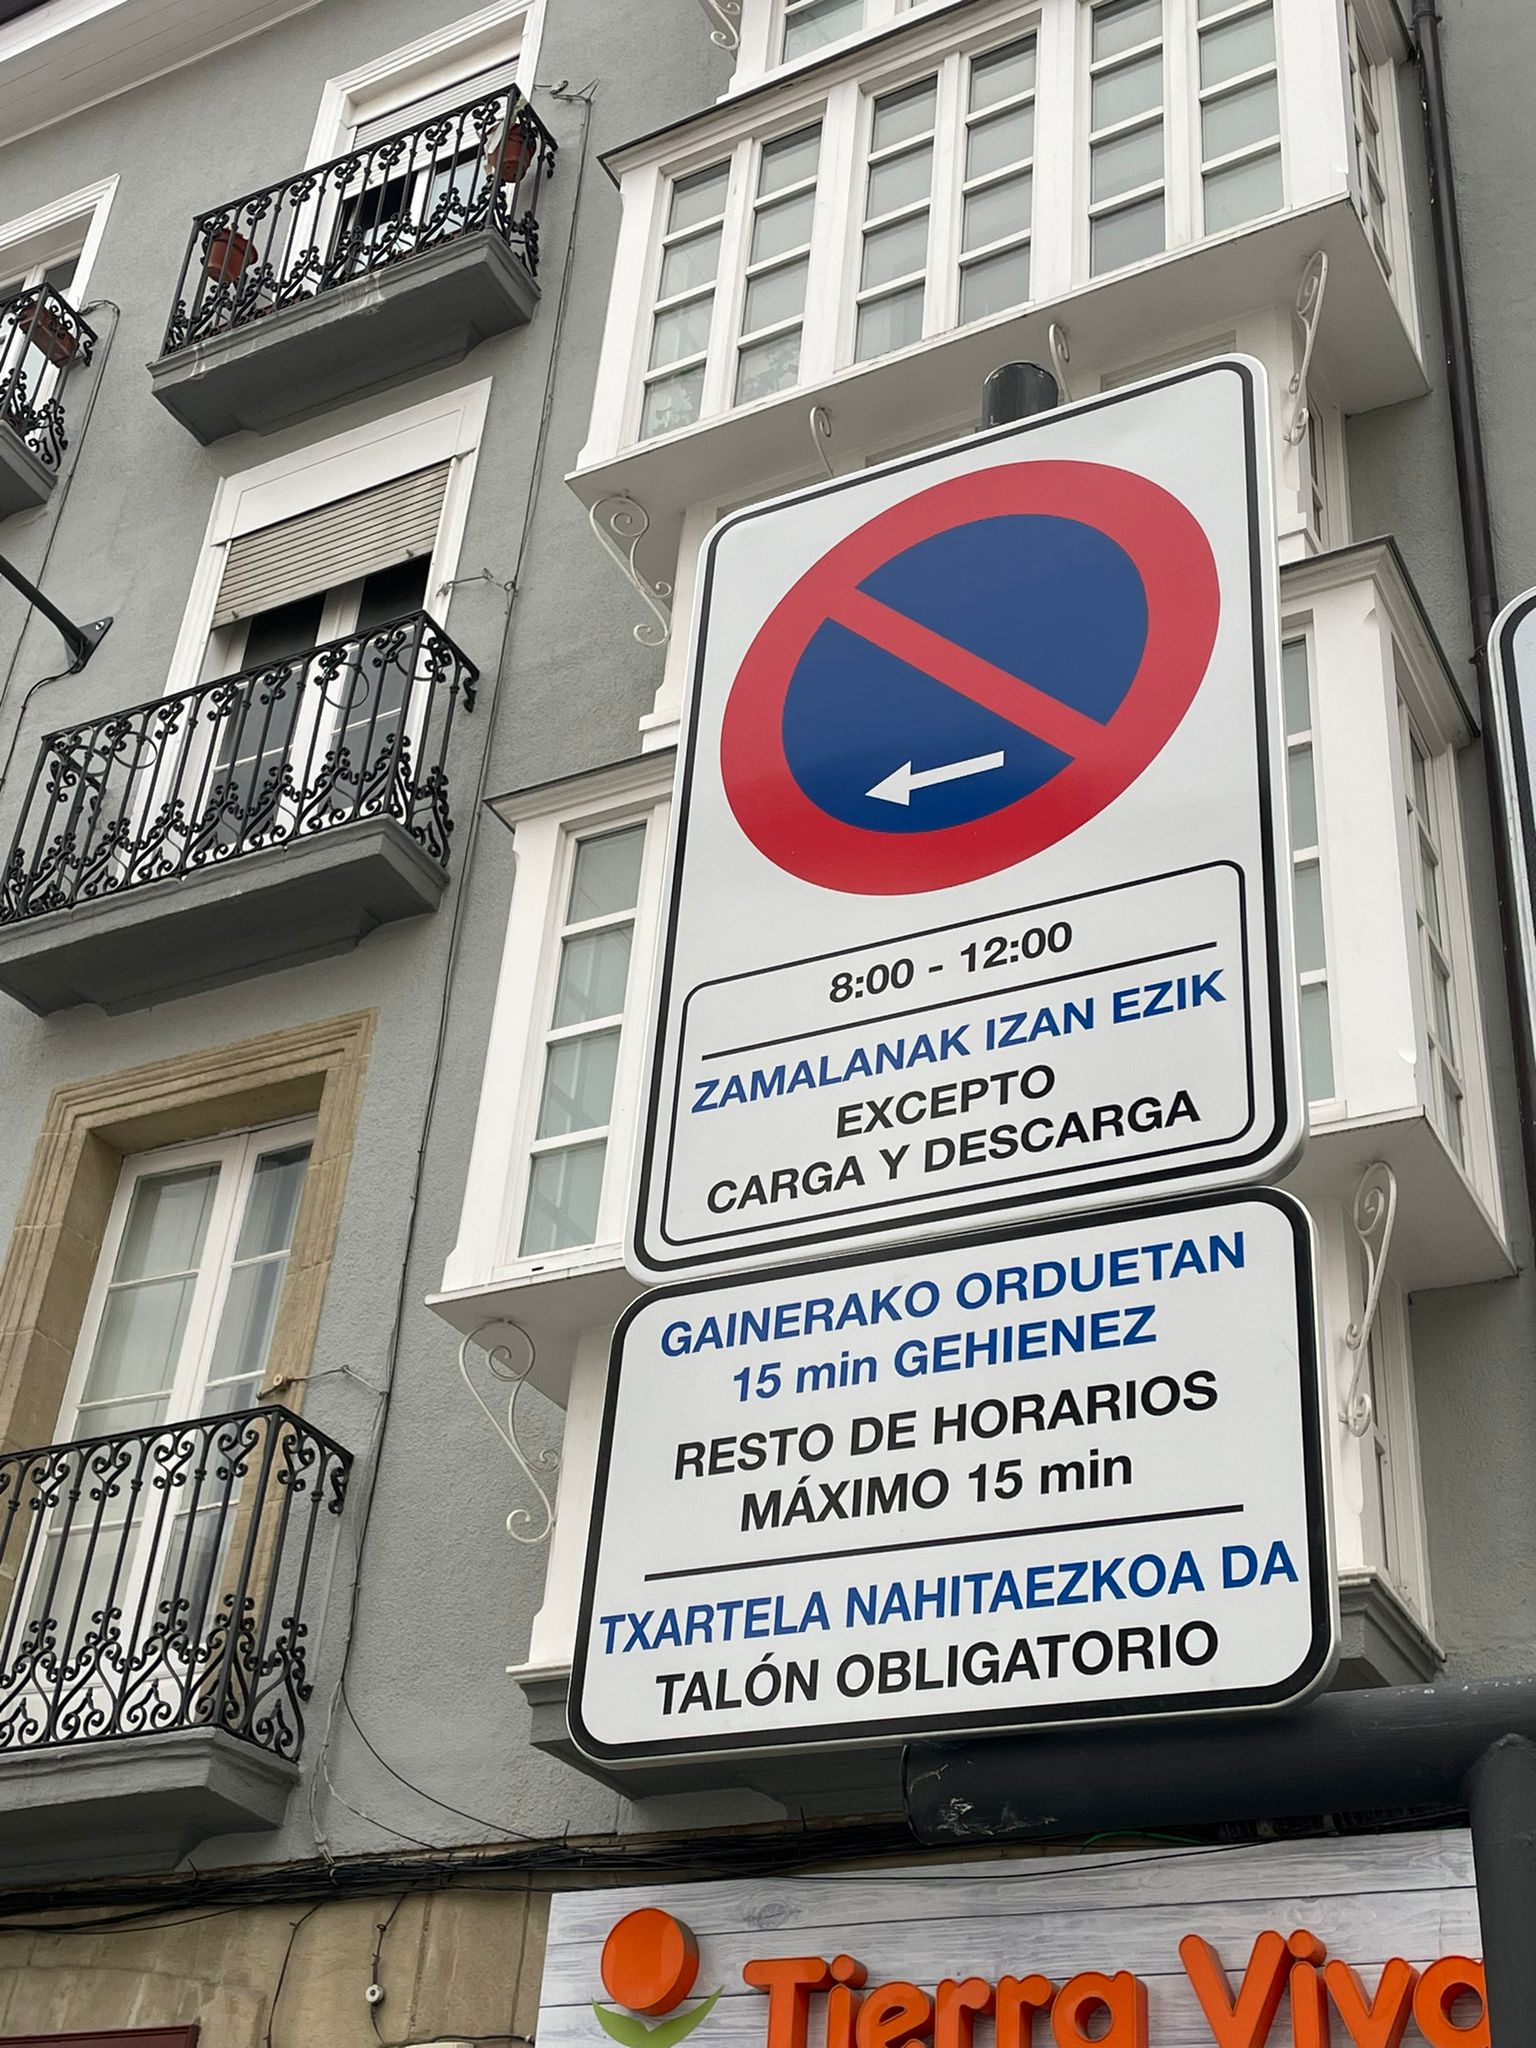 8:00 - 12:00
ZAMALANAK IZAN EZIK
EXCEPTO
CARGA Y DESCARGA
GAINERAKO ORDUETAN
15 min GEHIENEZ
RESTO DE HORARIOS
MÁXIMO 15 min
TXARTELA NAHITAEZKOA DA
TALÓN OBLIGATORIO
Tierra Viva